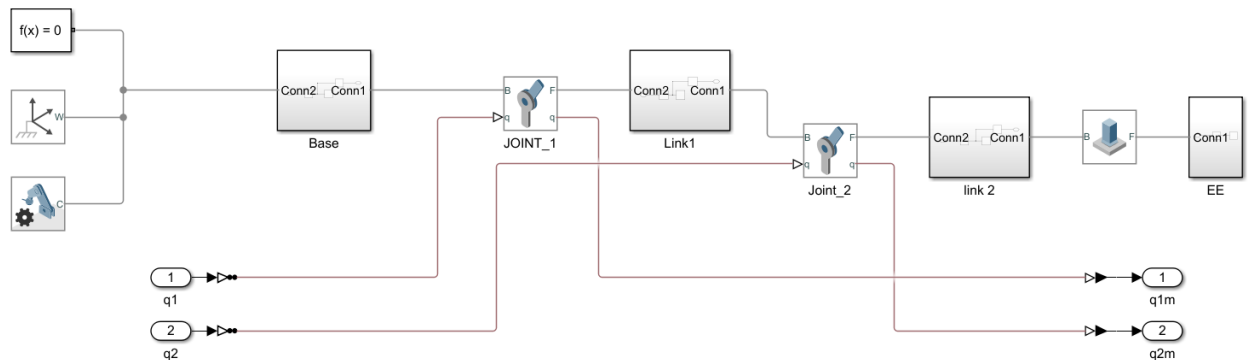 f(x) = 0
W
C
Conn2 Conn1
Base
B F
q q
JOINT_1
Conn2 Conn1
Link1
B F
q q
Joint_2
Conn2 Conn1
link 2
B F
Conn1
EE
1
q1
2
q2
1
q1m
2
q2m